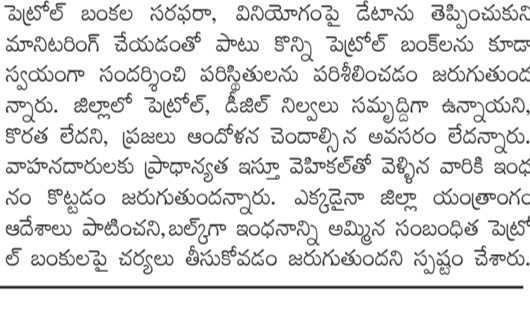 పెట్రోల్ బంకల సరఫరా, వినియోగంపై డేటాను తెప్పించుకున
మానిటరింగ్ చేయడంతో పాటు కొన్ని పెట్రోల్ బంక్‌లను కూడా
స్వయంగా సందర్శించి పరిస్థితులను పరిశీలించడం జరుగుతుంద
న్నారు. జిల్లాలో పెట్రోల్, డీజిల్ నిల్వలు సమృద్ధిగా ఉన్నాయని,
కొరత లేదని, ప్రజలు ఆందోళన చెందాల్సిన అవసరం లేదన్నారు.
వాహనదారులకు ప్రాధాన్యత ఇస్తూ వెహికల్‌తో వెళ్ళిన వారికి ఇంధ
నం కొట్టడం జరుగుతుందన్నారు. ఎక్కడైనా జిల్లా యంత్రాంగం
ఆదేశాలు పాటించని, బల్క్‌గా ఇంధనాన్ని అమ్మిన సంబంధిత పెట్రో
ల్ బంకులపై చర్యలు తీసుకోవడం జరుగుతుందని స్పష్టం చేశారు.